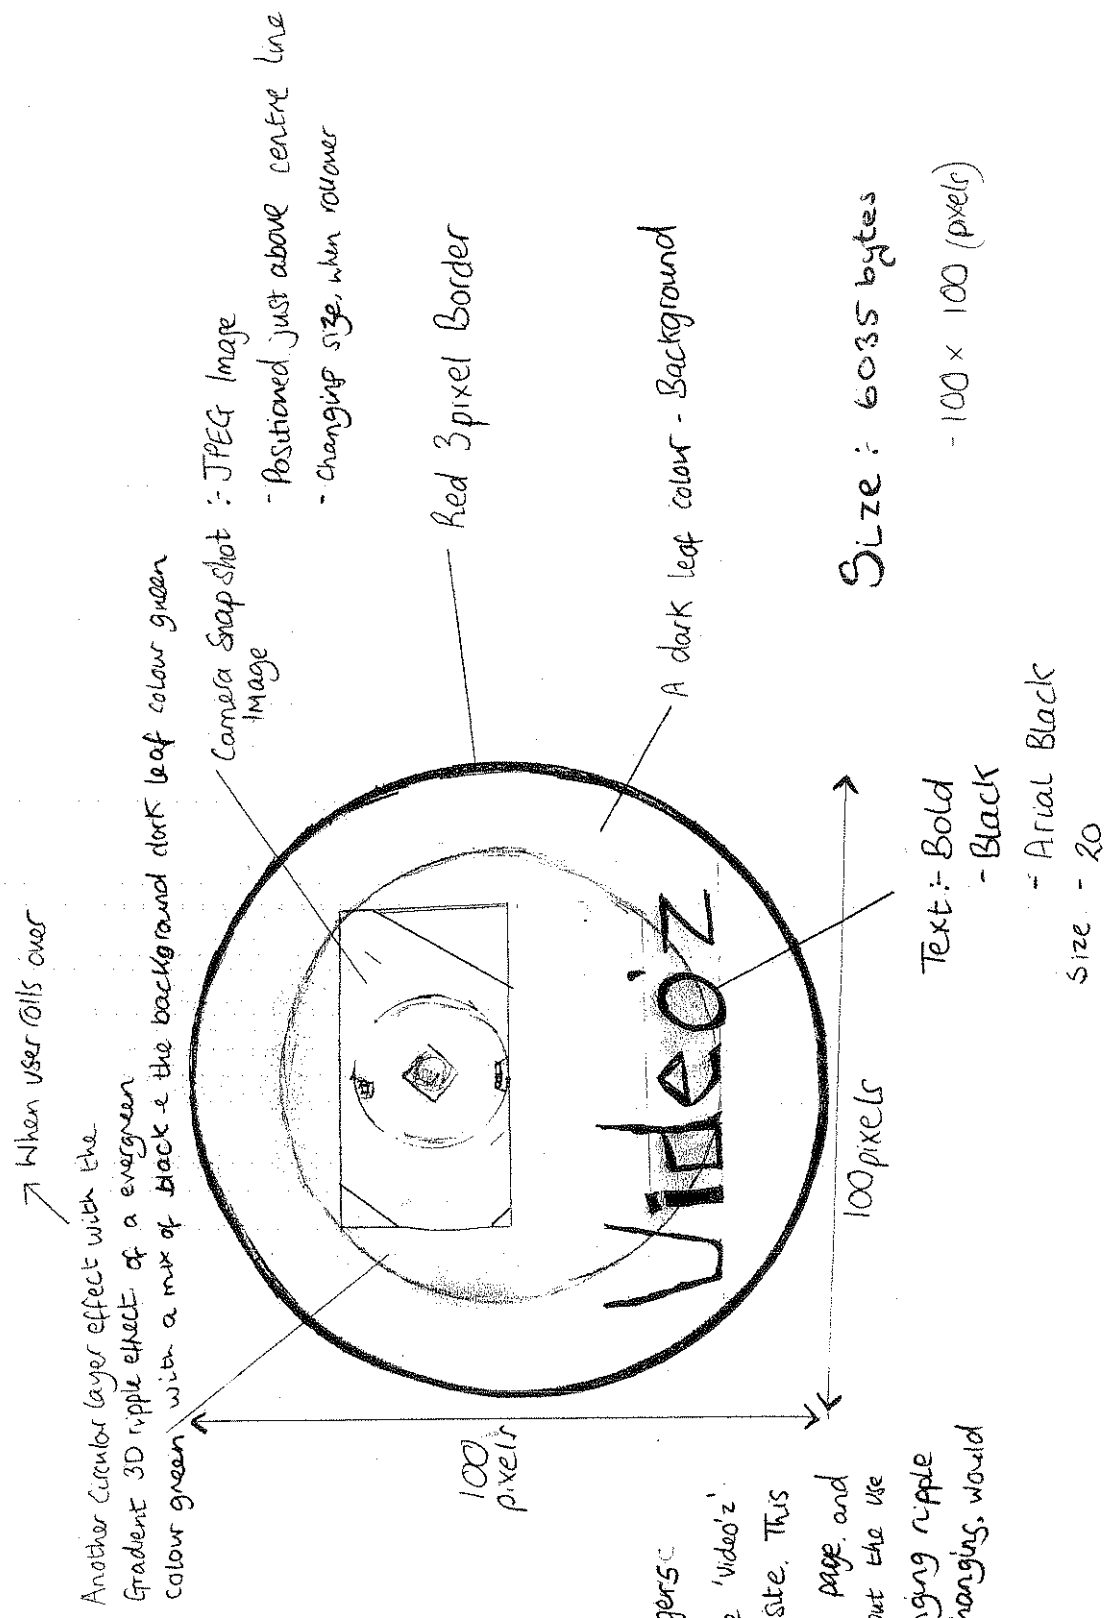 When user rolls over
Another Circular layer effect with the
Gradient 3D ripple effect of a evergreen
colour green with a mix of black e the background dark leaf colour green
Camera Snapshot :- JPEG Image
Image
- Positioned just above centre line
- Changing size, when rollover
Red 3pixel Border
A dark leaf colour - Background
Video'z
100
pixels
100pixels
Text:- Bold
- Black
- Arial Black
Size - 20
Size : 6035 bytes
- 100 x 100 (pixels)
'video'z'.
site. This
page. and
out the use
ripple
would